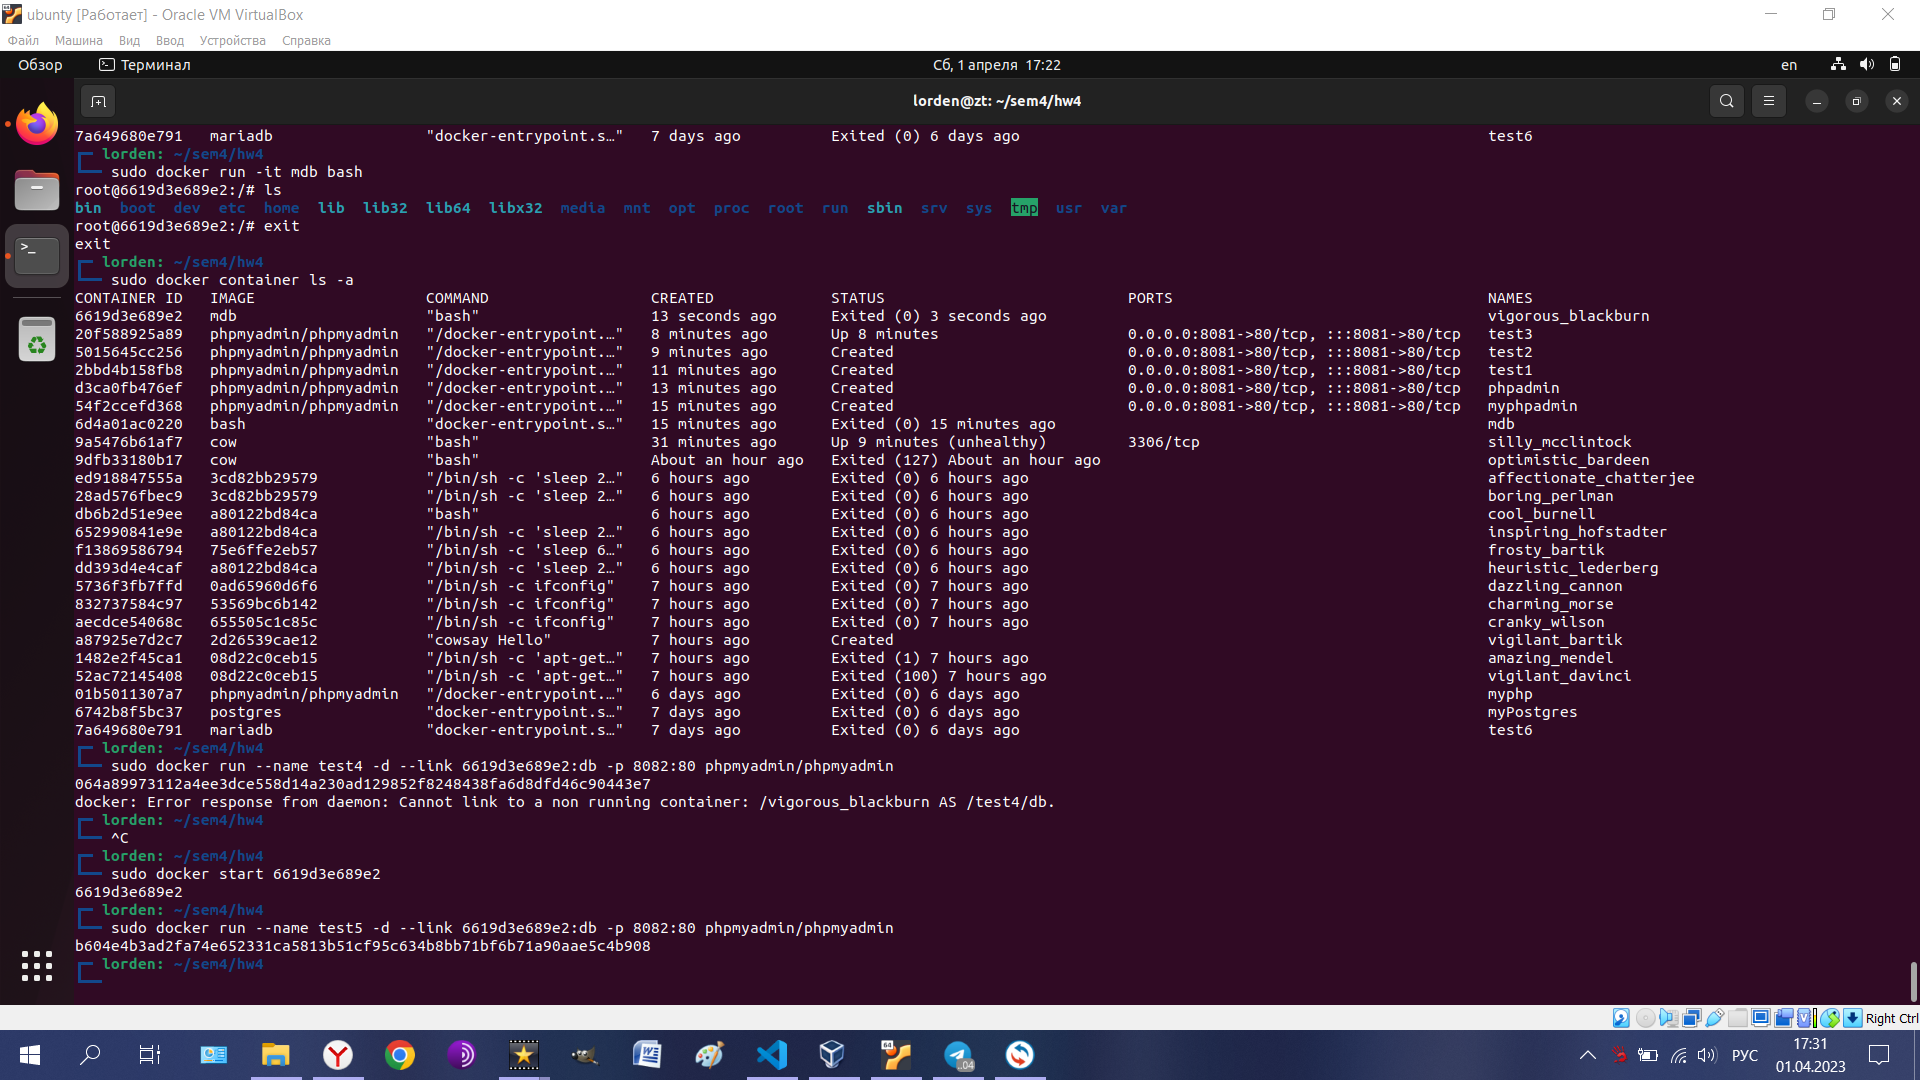 ubunty [Работает] - Oracle VM VirtualBox
Файл Машина Вид Ввод Устройства Справка
Обзор Терминал Сб, 1 апреля 17:22 en
lorden@zt: ~/sem4/hw4
7a649680e791 mariadb "docker-entrypoint.s…" 7 days ago Exited (0) 6 days ago test6
lorden: ~/sem4/hw4
sudo docker run -it mdb bash
root@6619d3e689e2:/# ls
bin boot dev etc home lib lib32 lib64 libx32 media mnt opt proc root run sbin srv sys tmp usr var
root@6619d3e689e2:/# exit
exit
lorden: ~/sem4/hw4
sudo docker container ls -a
CONTAINER ID IMAGE COMMAND CREATED STATUS PORTS NAMES
6619d3e689e2 mdb "bash" 13 seconds ago Exited (0) 3 seconds ago vigorous_blackburn
20f588925a89 phpmyadmin/phpmyadmin "/docker-entrypoint.…" 8 minutes ago Up 8 minutes 0.0.0.0:8081->80/tcp, :::8081->80/tcp test3
5015645cc256 phpmyadmin/phpmyadmin "/docker-entrypoint.…" 9 minutes ago Created 0.0.0.0:8081->80/tcp, :::8081->80/tcp test2
2bbd4b158fb8 phpmyadmin/phpmyadmin "/docker-entrypoint.…" 11 minutes ago Created 0.0.0.0:8081->80/tcp, :::8081->80/tcp test1
d3ca0fb476ef phpmyadmin/phpmyadmin "/docker-entrypoint.…" 13 minutes ago Created 0.0.0.0:8081->80/tcp, :::8081->80/tcp phpadmin
54f2ccefd368 phpmyadmin/phpmyadmin "/docker-entrypoint.…" 15 minutes ago Created 0.0.0.0:8081->80/tcp, :::8081->80/tcp myphpadmin
6d4a01ac0220 bash "docker-entrypoint.s…" 15 minutes ago Exited (0) 15 minutes ago mdb
9a5476b61af7 cow "bash" 31 minutes ago Up 9 minutes (unhealthy) 3306/tcp silly_mcclintock
9dfb33180b17 cow "bash" About an hour ago Exited (127) About an hour ago optimistic_bardeen
ed918847555a 3cd82bb29579 "/bin/sh -c 'sleep 2…" 6 hours ago Exited (0) 6 hours ago affectionate_chatterjee
28ad576fbec9 3cd82bb29579 "/bin/sh -c 'sleep 2…" 6 hours ago Exited (0) 6 hours ago boring_perlman
db6b2d51e9ee a80122bd84ca "bash" 6 hours ago Exited (0) 6 hours ago cool_burnell
652990841e9e a80122bd84ca "/bin/sh -c 'sleep 2…" 6 hours ago Exited (0) 6 hours ago inspiring_hofstadter
f13869586794 75e6ffe2eb57 "/bin/sh -c 'sleep 6…" 6 hours ago Exited (0) 6 hours ago frosty_bartik
dd393d4e4caf a80122bd84ca "/bin/sh -c 'sleep 2…" 6 hours ago Exited (0) 6 hours ago heuristic_lederberg
5736f3fb7ffd 0ad65960d6f6 "/bin/sh -c ifconfig" 7 hours ago Exited (0) 7 hours ago dazzling_cannon
832737584c97 53569bc6b142 "/bin/sh -c ifconfig" 7 hours ago Exited (0) 7 hours ago charming_morse
aecdce54068c 655505c1c85c "/bin/sh -c ifconfig" 7 hours ago Exited (0) 7 hours ago cranky_wilson
a87925e7d2c7 2d26539cae12 "cowsay Hello" 7 hours ago Created vigilant_bartik
1482e2f45ca1 08d22c0ceb15 "/bin/sh -c 'apt-get…" 7 hours ago Exited (1) 7 hours ago amazing_mendel
52ac72145408 08d22c0ceb15 "/bin/sh -c 'apt-get…" 7 hours ago Exited (100) 7 hours ago vigilant_davinci
01b5011307a7 phpmyadmin/phpmyadmin "/docker-entrypoint.…" 6 days ago Exited (0) 6 days ago myphp
6742b8f5bc37 postgres "docker-entrypoint.s…" 7 days ago Exited (0) 6 days ago myPostgres
7a649680e791 mariadb "docker-entrypoint.s…" 7 days ago Exited (0) 6 days ago test6
lorden: ~/sem4/hw4
sudo docker run --name test4 -d --link 6619d3e689e2:db -p 8082:80 phpmyadmin/phpmyadmin
064a89973112a4ee3dce558d14a230ad129852f8248438fa6d8dfd46c90443e7
docker: Error response from daemon: Cannot link to a non running container: /vigorous_blackburn AS /test4/db.
lorden: ~/sem4/hw4
^C
lorden: ~/sem4/hw4
sudo docker start 6619d3e689e2
6619d3e689e2
lorden: ~/sem4/hw4
sudo docker run --name test5 -d --link 6619d3e689e2:db -p 8082:80 phpmyadmin/phpmyadmin
b604e4b3ad2fa74e652331ca5813b51cf95c634b8bb71bf6b71a90aae5c4b908
lorden: ~/sem4/hw4
Right Ctrl
РУС 17:31
01.04.2023